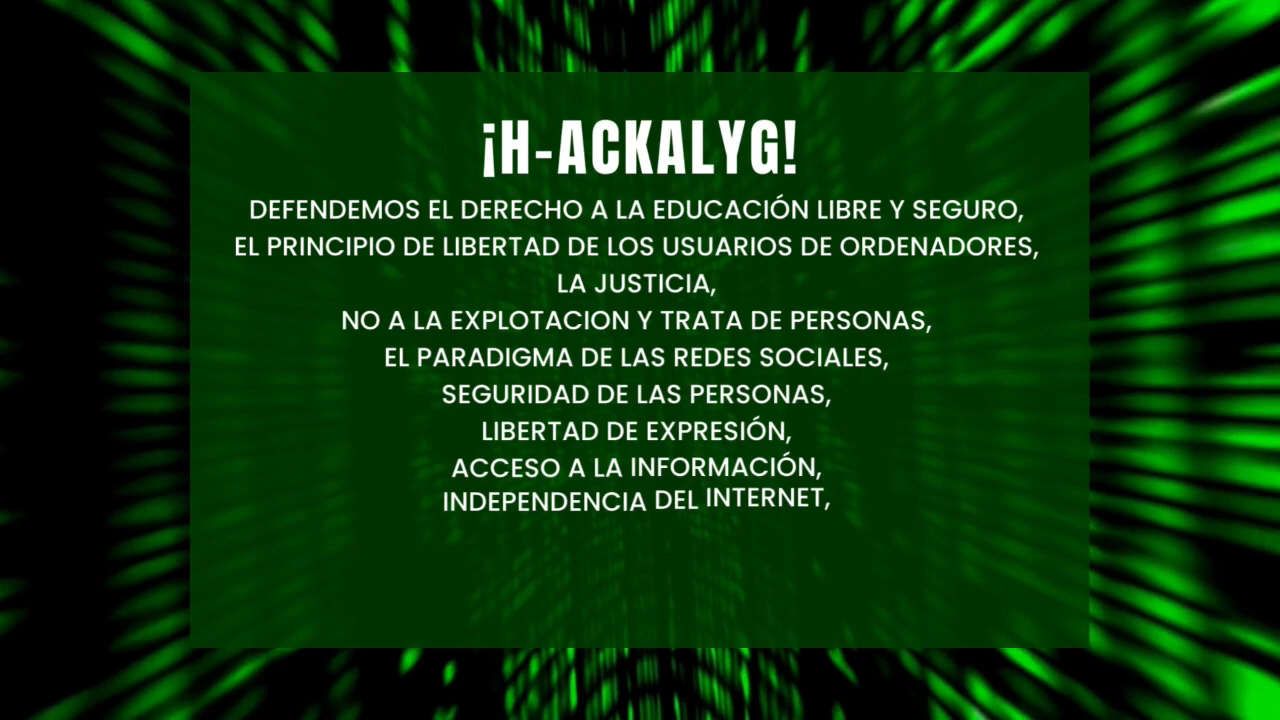 ¡H-ACKALYG!
DEFENDEMOS EL DERECHO A LA EDUCACIÓN LIBRE Y SEGURO,
EL PRINCIPIO DE LIBERTAD DE LOS USUARIOS DE ORDENADORES,
LA JUSTICIA,
NO A LA EXPLOTACION Y TRATA DE PERSONAS,
EL PARADIGMA DE LAS REDES SOCIALES,
SEGURIDAD DE LAS PERSONAS,
LIBERTAD DE EXPRESIÓN,
ACCESO A LA INFORMACIÓN,
INDEPENDENCIA DEL INTERNET,